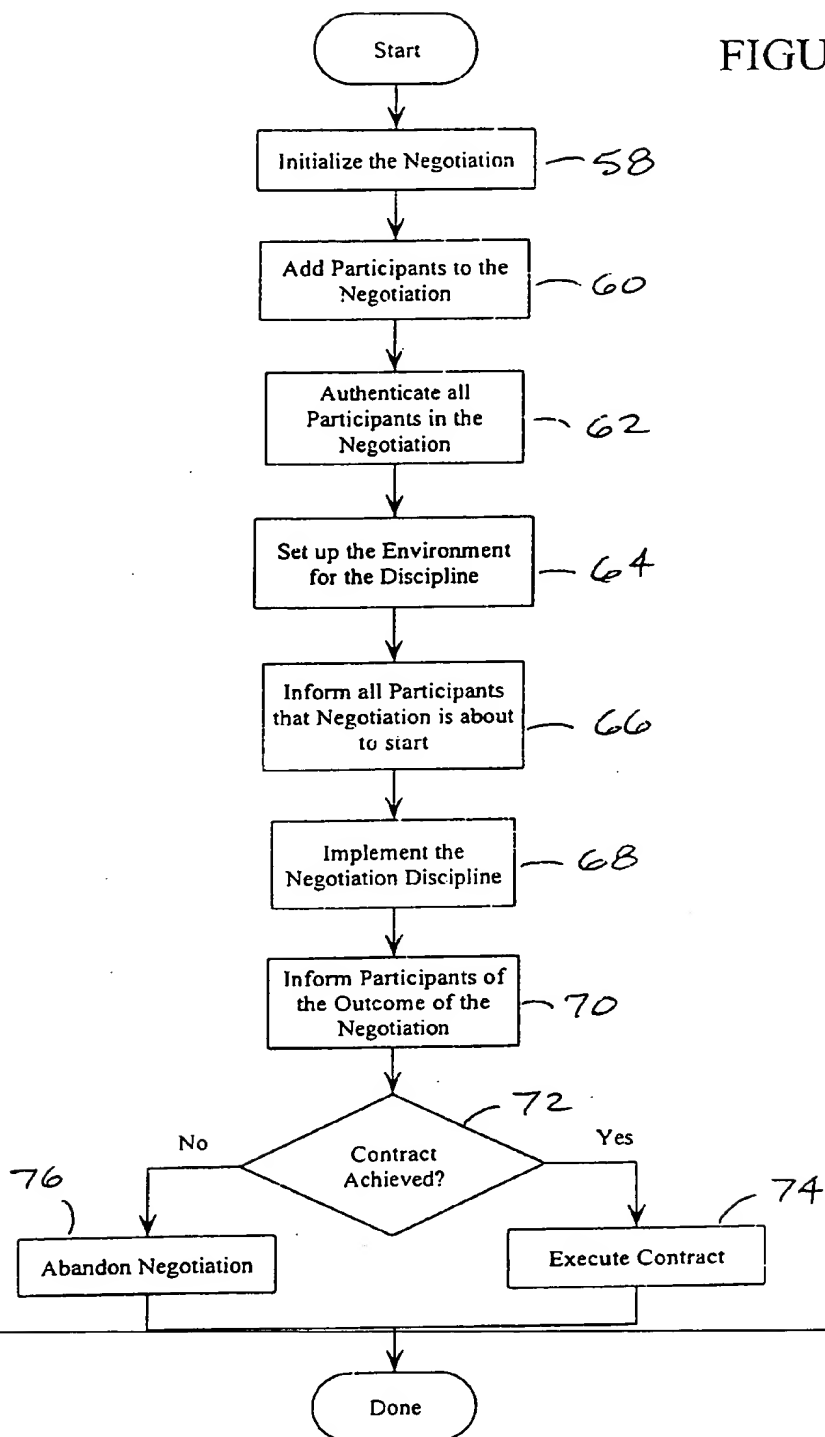 Start
FIGU
Initialize the Negotiation
58
Add Participants to the
Negotiation
60
Authenticate all
Participants in the
Negotiation
62
Set up the Environment
for the Discipline
64
Inform all Participants
that Negotiation is about
to start
66
Implement the
Negotiation Discipline
68
Inform Participants of
the Outcome of the
Negotiation
70
72
No
Contract
Achieved?
Yes
76
74
Abandon Negotiation
Execute Contract
Done